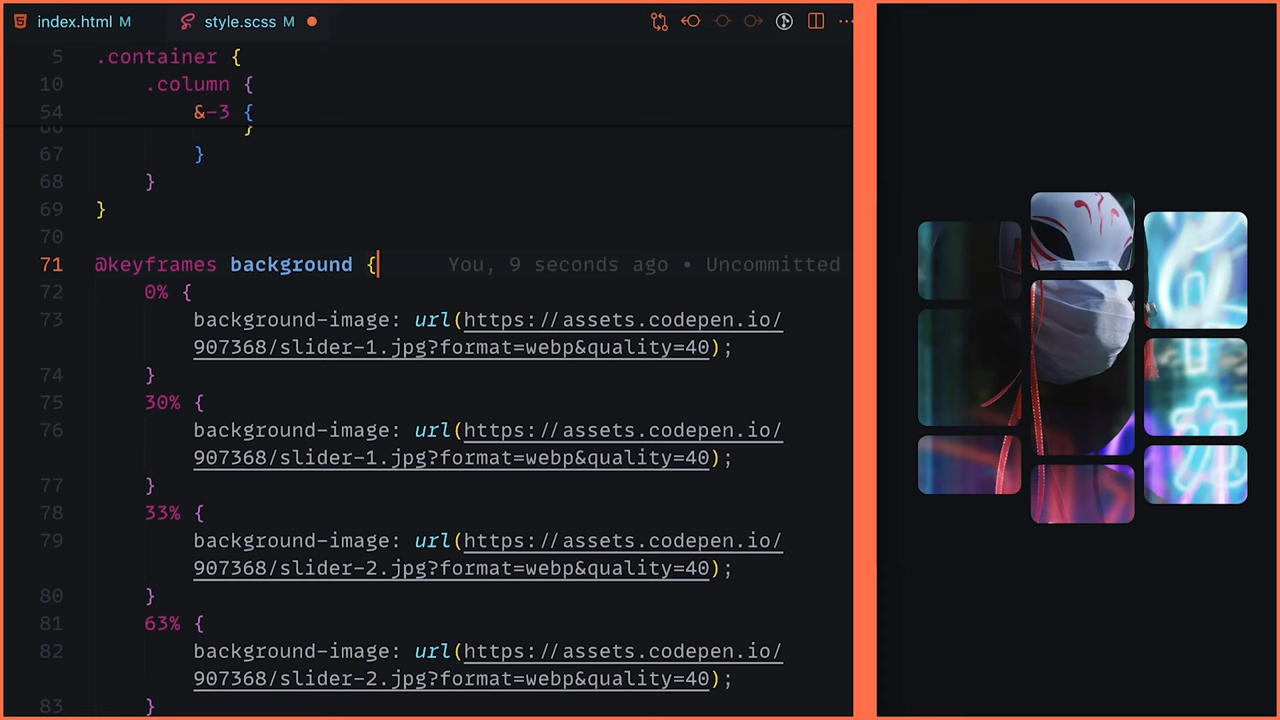 index.html M
style.scss M
5 .container {
10 .column {
54 &-3 {
66 }
67 }
68 }
69 }
70
71 @keyframes background { You, 9 seconds ago • Uncommitted
72 0% {
73 background-image: url(https://assets.codepen.io/
907368/slider-1.jpg?format=webp&quality=40);
74 }
75 30% {
76 background-image: url(https://assets.codepen.io/
907368/slider-1.jpg?format=webp&quality=40);
77 }
78 33% {
79 background-image: url(https://assets.codepen.io/
907368/slider-2.jpg?format=webp&quality=40);
80 }
81 63% {
82 background-image: url(https://assets.codepen.io/
907368/slider-2.jpg?format=webp&quality=40);
83 }